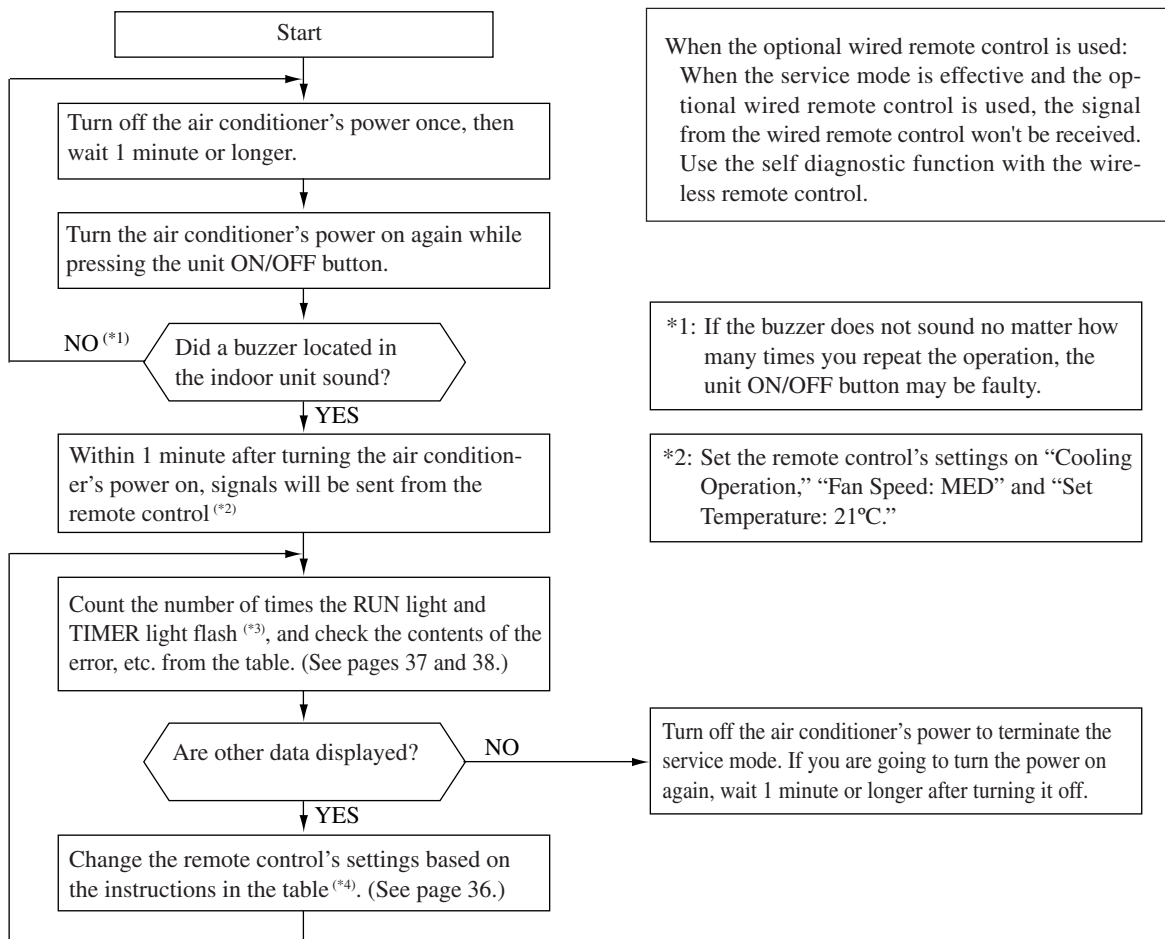 Start
Turn off the air conditioner's power once, then
wait 1 minute or longer.
Turn the air conditioner's power on again while
pressing the unit ON/OFF button.
NO (*1)
Did a buzzer located in
the indoor unit sound?
YES
Within 1 minute after turning the air condition-
er's power on, signals will be sent from the
remote control (*2)
Count the number of times the RUN light and
TIMER light flash (*3), and check the contents of the
error, etc. from the table. (See pages 37 and 38.)
Are other data displayed?
NO
YES
Change the remote control's settings based on
the instructions in the table (*4). (See page 36.)
When the optional wired remote control is used:
When the service mode is effective and the op-
tional wired remote control is used, the signal
from the wired remote control won't be received.
Use the self diagnostic function with the wire-
less remote control.
*1: If the buzzer does not sound no matter how
many times you repeat the operation, the
unit ON/OFF button may be faulty.
*2: Set the remote control's settings on “Cooling
Operation,” “Fan Speed: MED” and “Set
Temperature: 21ºC.”
Turn off the air conditioner's power to terminate the
service mode. If you are going to turn the power on
again, wait 1 minute or longer after turning it off.